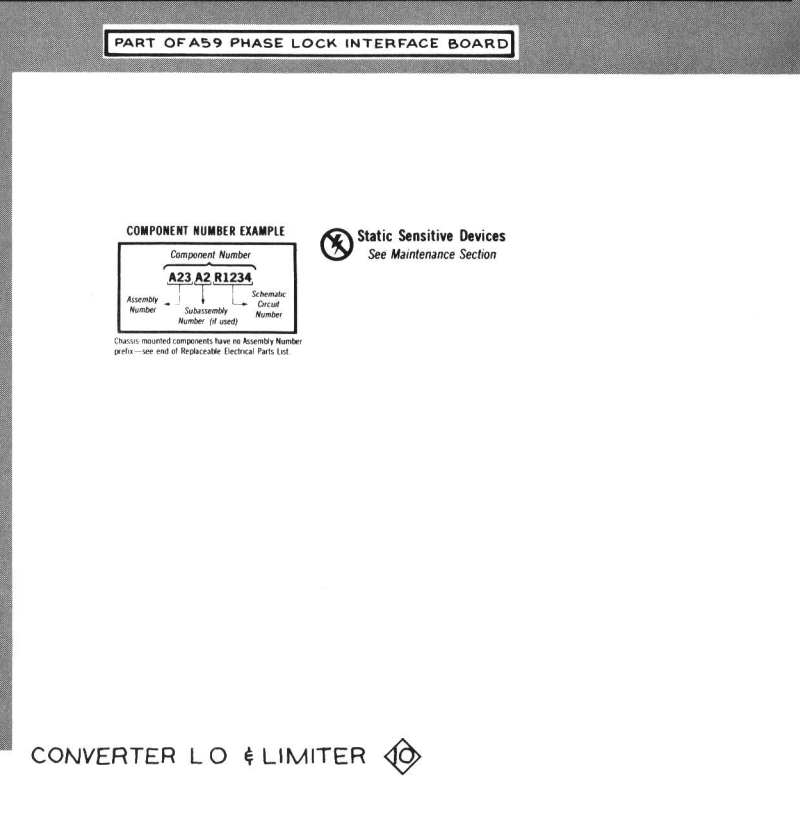 PART OF A59 PHASE LOCK INTERFACE BOARD
COMPONENT NUMBER EXAMPLE
Component Number
A23 A2 R1234
Assembly
Number
Subassembly
Number (if used)
Schematic
Circuit
Number
Chassis-mounted components have no Assembly Number
prefix—see end of Replaceable Electrical Parts List.
Static Sensitive Devices
See Maintenance Section
CONVERTER LO & LIMITER 10